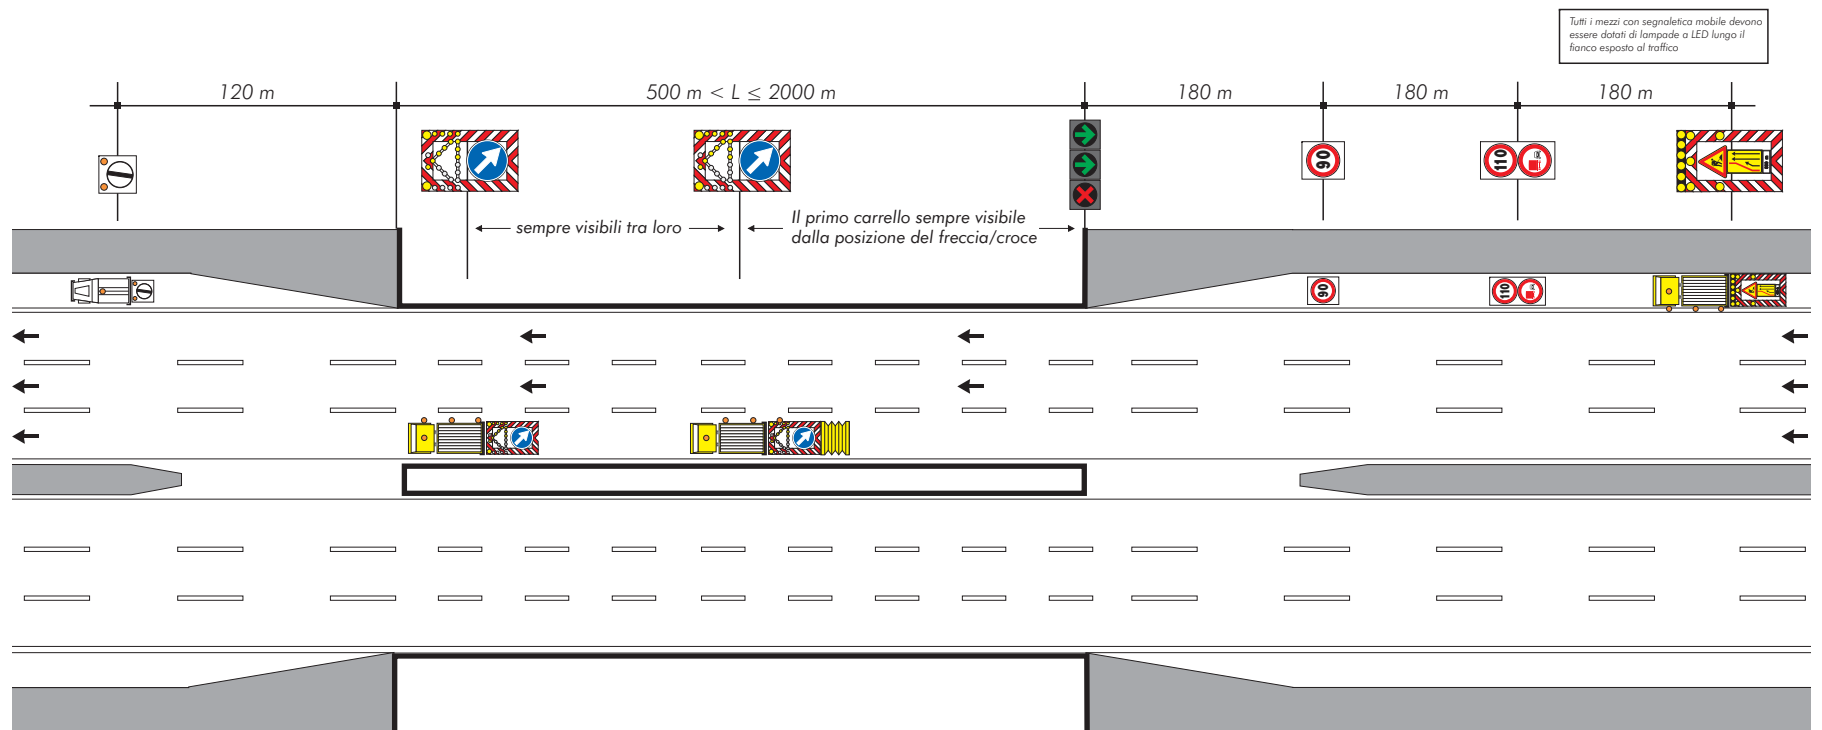 Tutti i mezzi con segnaletica mobile devono
essere dotati di lampade a LED lungo il
fianco esposto al traffico
120 m
500 m < L ≤ 2000 m
180 m
180 m
180 m
90
110
sempre visibili tra loro
Il primo carrello sempre visibile
dalla posizione del freccia/croce
90
110